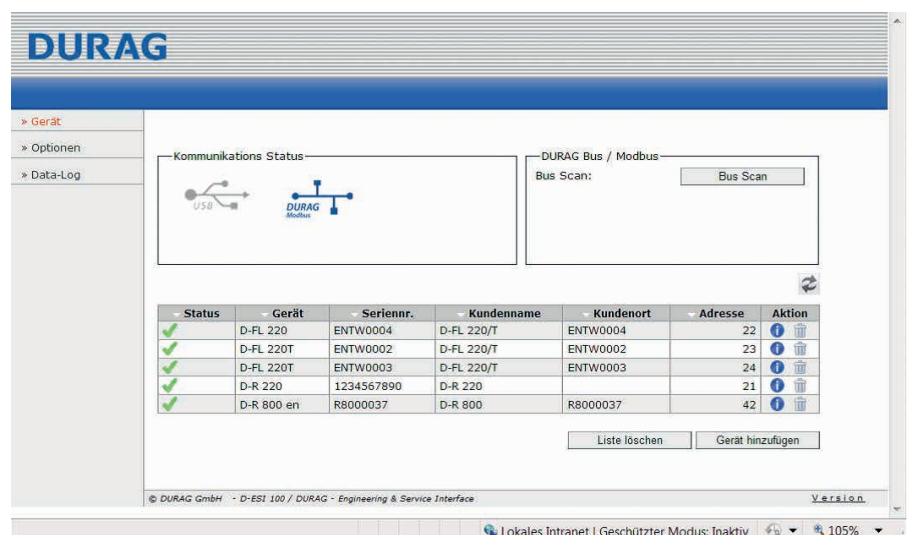 DURAG
» Gerät
» Optionen
» Data-Log
Kommunikations Status
USB
DURAG
Modbus
DURAG Bus / Modbus
Bus Scan:
Bus Scan
Status Gerät Seriennr. Kundenname Kundenort Adresse Aktion
D-FL 220 ENTW0004 D-FL 220/T ENTW0004 22
D-FL 220T ENTW0002 D-FL 220/T ENTW0002 23
D-FL 220T ENTW0003 D-FL 220/T ENTW0003 24
D-R 220 1234567890 D-R 220 21
D-R 800 en R8000037 D-R 800 R8000037 42
Liste löschen Gerät hinzufügen
© DURAG GmbH - D-ESI 100 / DURAG - Engineering & Service Interface Version
Lokales Intranet | Geschützter Modus: Inaktiv 105%